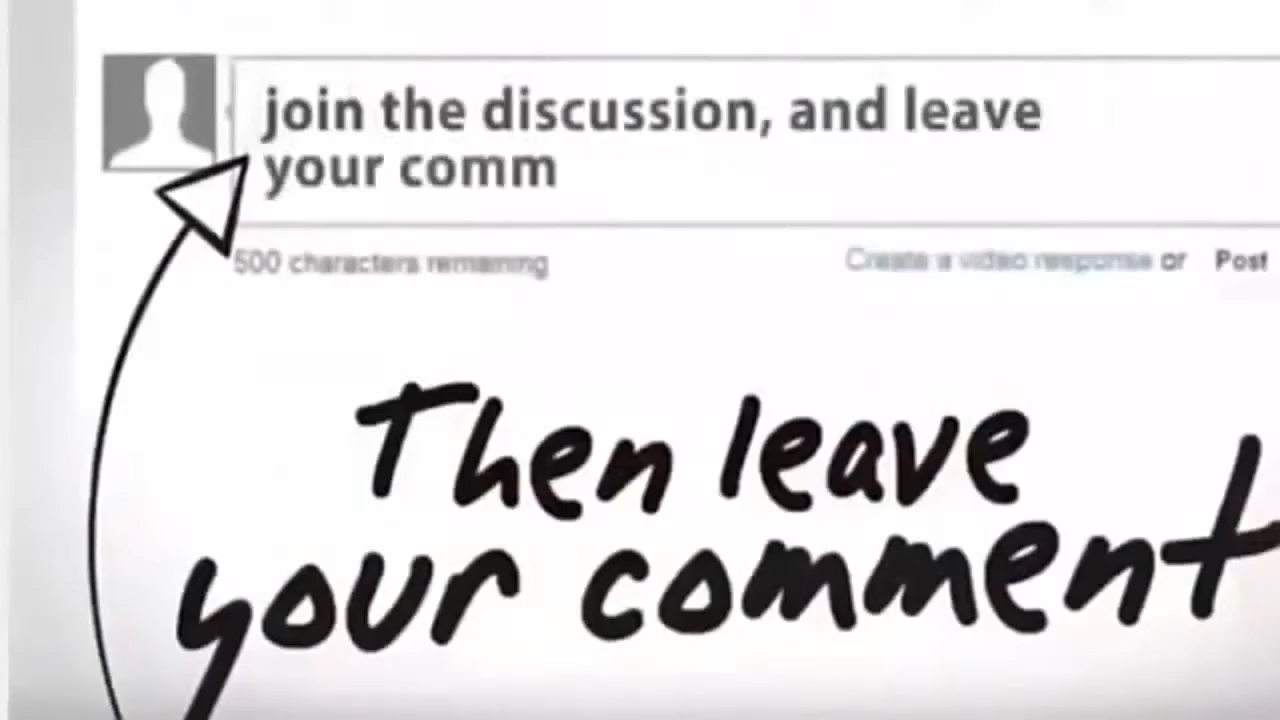 join the discussion, and leave
your comm
500 characters remaining
Create a video response or Post
Then leave
your comment